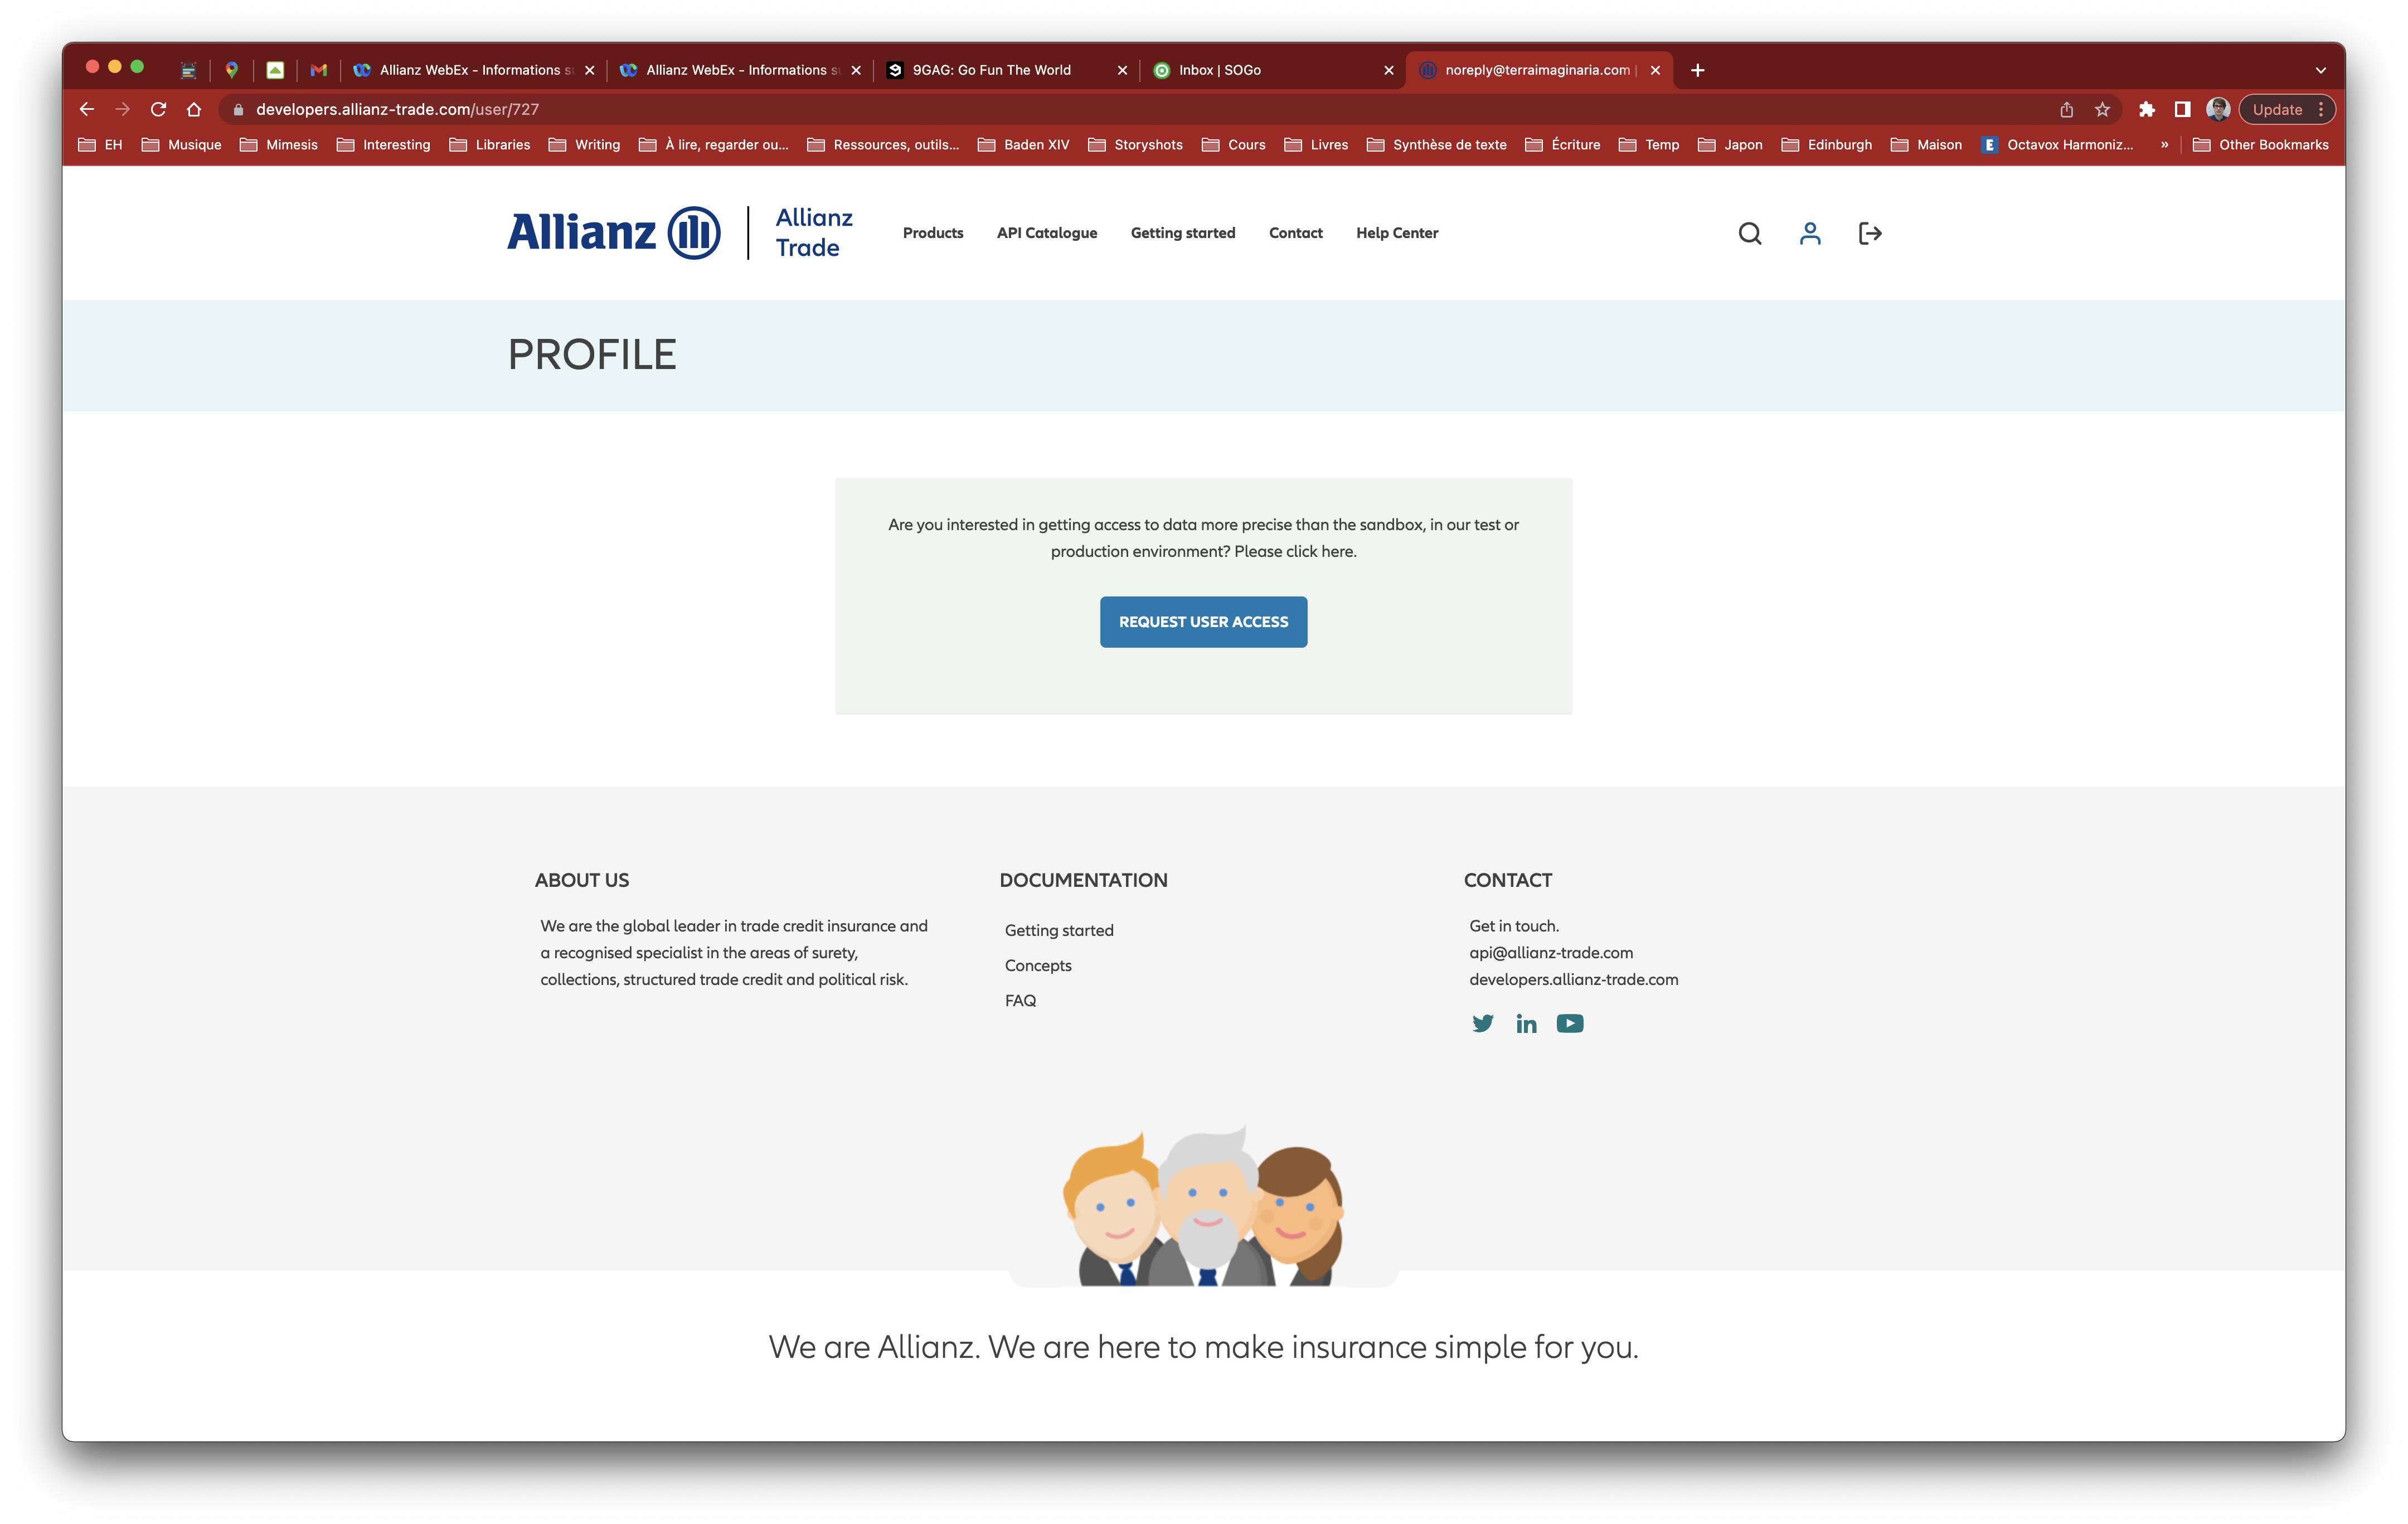 Allianz WebEx - Informations s
Allianz WebEx - Informations s
9GAG: Go Fun The World
Inbox | SOGo
noreply@terraimaginaria.com |
developers.allianz-trade.com/user/727
Update
EH
Musique
Mimesis
Interesting
Libraries
Writing
À lire, regarder ou...
Ressources, outils...
Baden XIV
Storyshots
Cours
Livres
Synthèse de texte
Écriture
Temp
Japon
Edinburgh
Maison
E
Octavox Harmoniz...
»
Other Bookmarks
Allianz
Allianz
Trade
Products
API Catalogue
Getting started
Contact
Help Center
PROFILE
Are you interested in getting access to data more precise than the sandbox, in our test or
production environment? Please click here.
REQUEST USER ACCESS
ABOUT US
We are the global leader in trade credit insurance and
a recognised specialist in the areas of surety,
collections, structured trade credit and political risk.
DOCUMENTATION
Getting started
Concepts
FAQ
CONTACT
Get in touch.
api@allianz-trade.com
developers.allianz-trade.com
in
We are Allianz. We are here to make insurance simple for you.